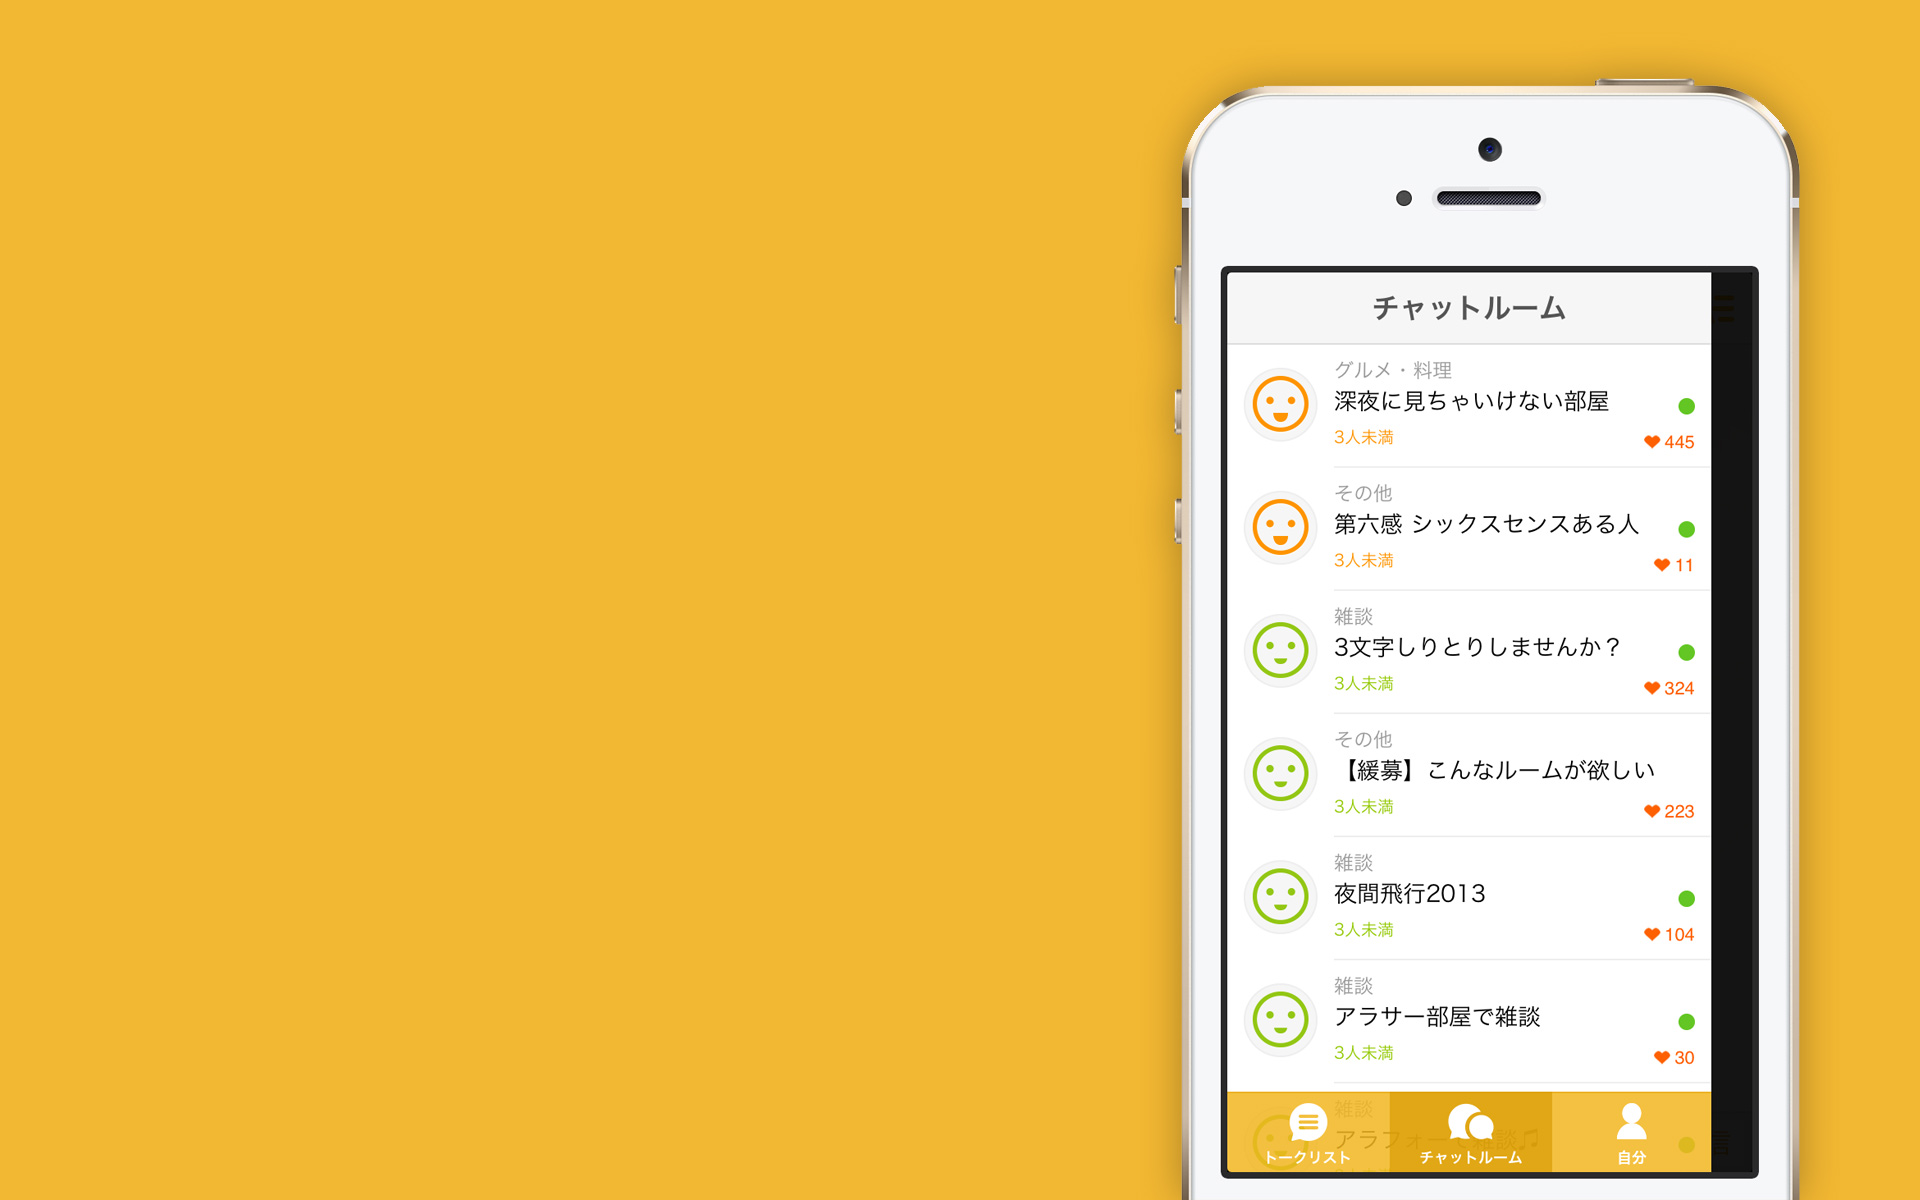 チャットルーム
グルメ・料理
深夜に見ちゃいけない部屋
3人未満
445
その他
第六感 シックスセンスある人
3人未満
11
雑談
3文字しりとりしませんか？
3人未満
324
その他
【緩募】こんなルームが欲しい
3人未満
223
雑談
夜間飛行2013
3人未満
104
雑談
アラサー部屋で雑談
3人未満
30
雑談
アラフォーで雑談♫
トークリスト
チャットルーム
自分